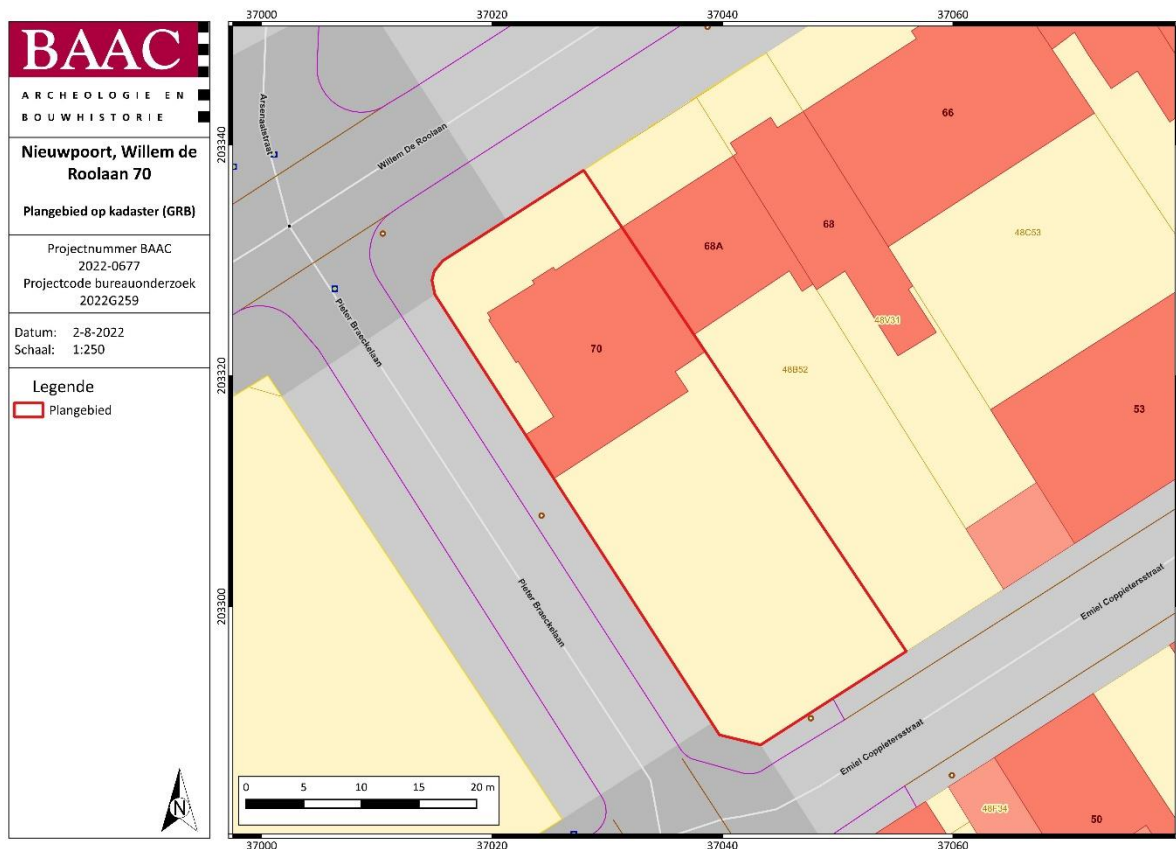 BAAC
ARCHEOLOGIE EN
BOUWHISTORIE
Nieuwpoort, Willem de
Roolaan 70
Plangebied op kadaster (GRB)
Projectnummer BAAC
2022-0677
Projectcode bureauonderzoek
2022G259
Datum: 2-8-2022
Schaal: 1:250
Legende
Plangebied
N
37000
37020
37040
37060
203340
203320
203300
Arsenaalstraat
Willem De Roolaan
Pieter Braeckelaan
66
68
68A
48C53
48V31
70
48B52
53
Pieter Braeckelaan
Emiel Coppietersstraat
Emiel Coppietersstraat
48F34
50
0 5 10 15 20 m
37000
37020
37040
37060